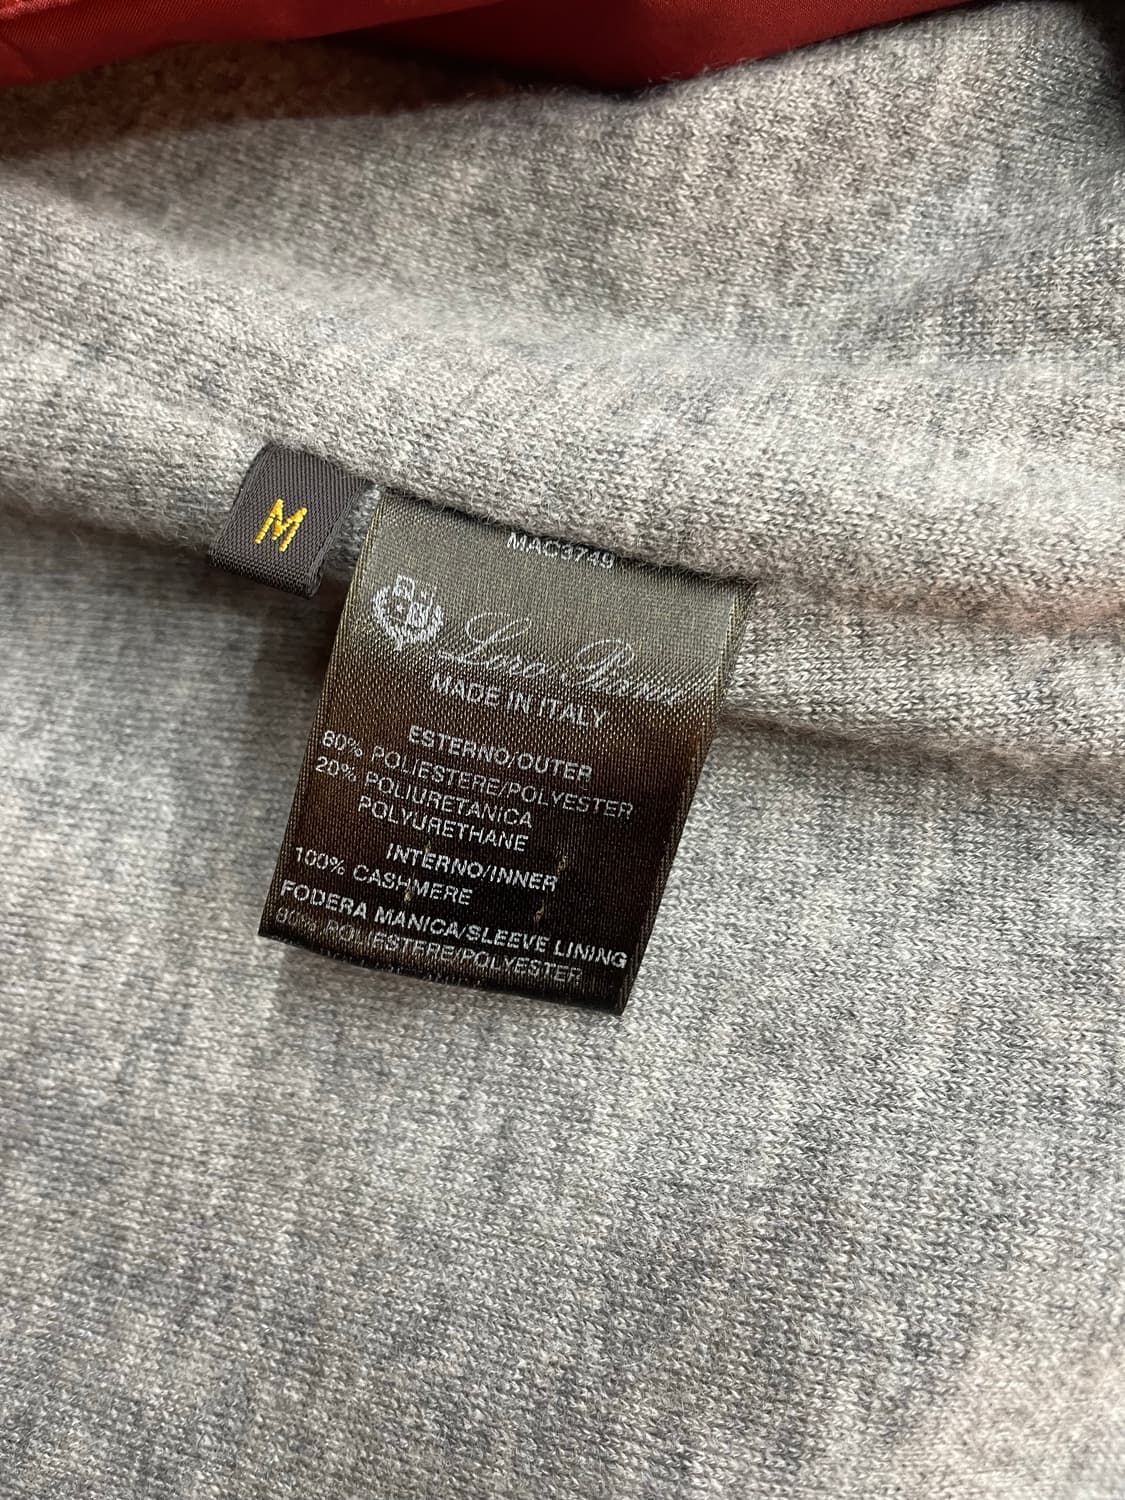 M
MAC3749
Loro Piana
MADE IN ITALY
ESTERNO/OUTER
80% POLIESTERE/POLYESTER
20% POLIURETANICA
POLYURETHANE
INTERNO/INNER
100% CASHMERE
FODERA MANICA/SLEEVE LINING
80% POLIESTERE/POLYESTER